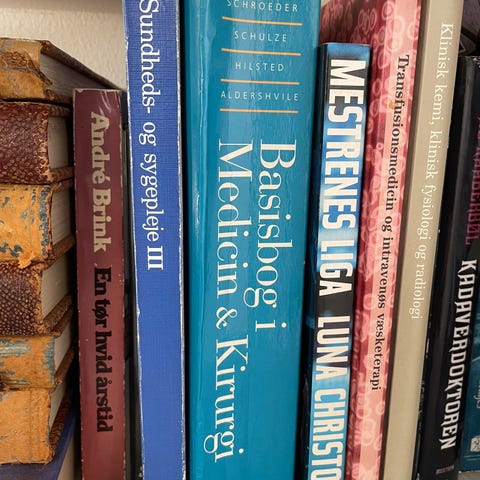 André Brink
En tør hvid årstid
Sundheds- og sygepleje III
SCHROEDER
SCHULZE
HILSTED
ALDERSHVILE
Basisbog i
Medicin & Kirurgi
MESTRENES LIGA
LUNA CHRISTO
Transfusionsmedicin og intravenøs væsketerapi
Klinisk kemi, klinisk fysiologi og radiologi
KADAVERDOKTOREN